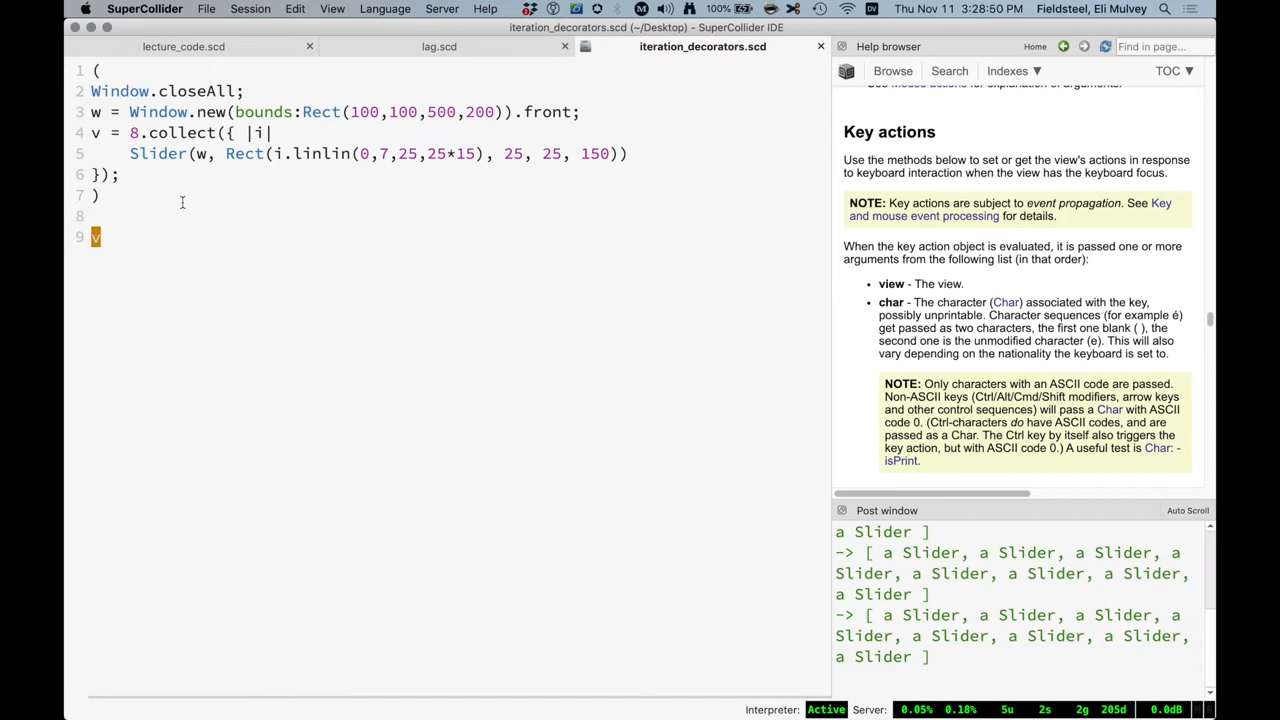 SuperCollider File Session Edit View Language Server Help 100% Thu Nov 11 3:28:50 PM Fieldsteel, Eli Mulvey
iteration_decorators.scd (~/Desktop) - SuperCollider IDE
lecture_code.scd lag.scd iteration_decorators.scd
Help browser Home Find in page...
Browse Search Indexes ▼ TOC ▼
1 (
2 Window.closeAll;
3 w = Window.new(bounds:Rect(100,100,500,200)).front;
4 v = 8.collect({ |i|
5 Slider(w, Rect(i.linlin(0,7,25,25*15), 25, 25, 150))
6 });
7 )
8
9 v
Key actions
Use the methods below to set or get the view's actions in response
to keyboard interaction when the view has the keyboard focus.
NOTE: Key actions are subject to event propagation. See Key
and mouse event processing for details.
When the key action object is evaluated, it is passed one or more
arguments from the following list (in that order):
• view - The view.
• char - The character (Char) associated with the key,
possibly unprintable. Character sequences (for example é)
get passed as two characters, the first one blank ( ), the
second one is the unmodified character (e). This will also
vary depending on the nationality the keyboard is set to.
NOTE: Only characters with an ASCII code are passed.
Non-ASCII keys (Ctrl/Alt/Cmd/Shift modifiers, arrow keys
and other control sequences) will pass a Char with ASCII
code 0. (Ctrl-characters do have ASCII codes, and are
passed as a Char. The Ctrl key by itself also triggers the
key action, but with ASCII code 0.) A useful test is Char: -
isPrint.
Post window Auto Scroll
a Slider ]
-> [ a Slider, a Slider, a Slider, a
Slider, a Slider, a Slider, a Slider,
a Slider ]
-> [ a Slider, a Slider, a Slider, a
Slider, a Slider, a Slider, a Slider,
a Slider ]
Interpreter: Active Server: 0.05% 0.18% 5u 2s 2g 205d 0.0dB